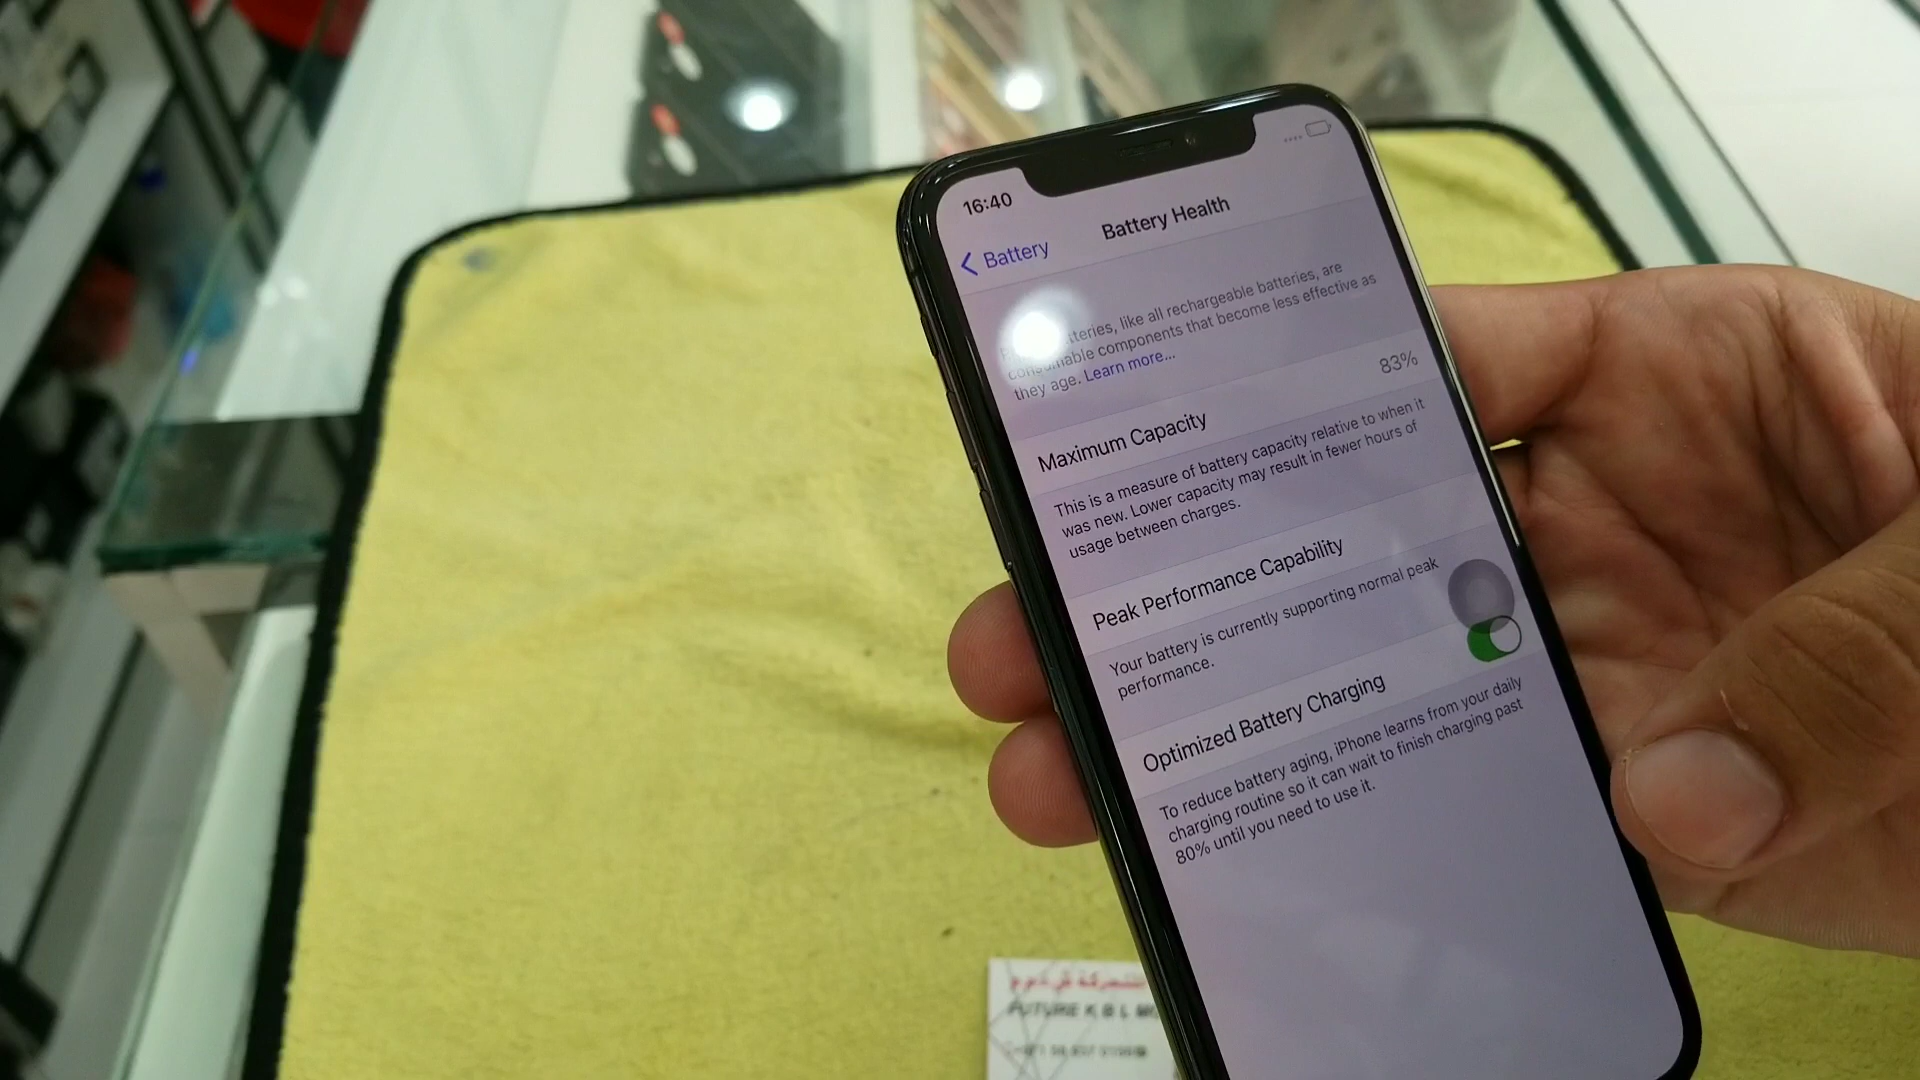 16:40
Battery
Battery Health
batteries, like all rechargeable batteries, are
consumable components that become less effective as
they age. Learn more...
Maximum Capacity
83%
This is a measure of battery capacity relative to when it
was new. Lower capacity may result in fewer hours of
usage between charges.
Peak Performance Capability
Your battery is currently supporting normal peak
performance.
Optimized Battery Charging
To reduce battery aging, iPhone learns from your daily
charging routine so it can wait to finish charging past
80% until you need to use it.
FUTURE K B L